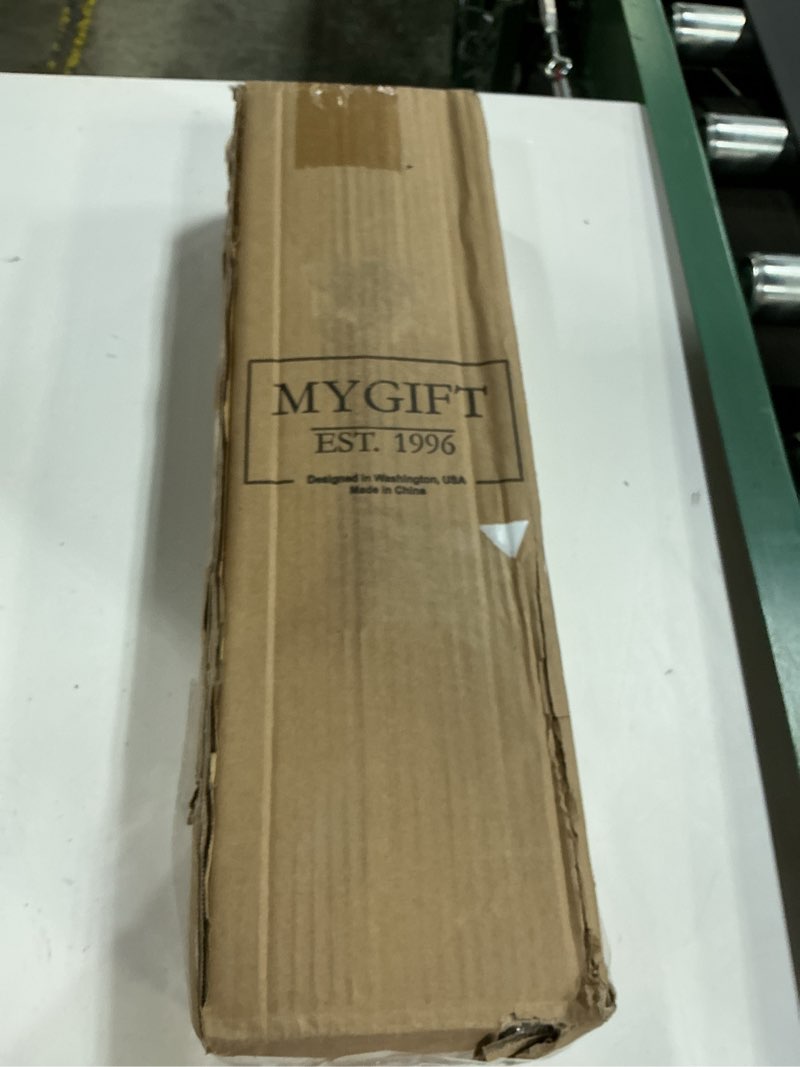 MYGIFT
EST. 1996
Designed in Washington, USA
Made in China